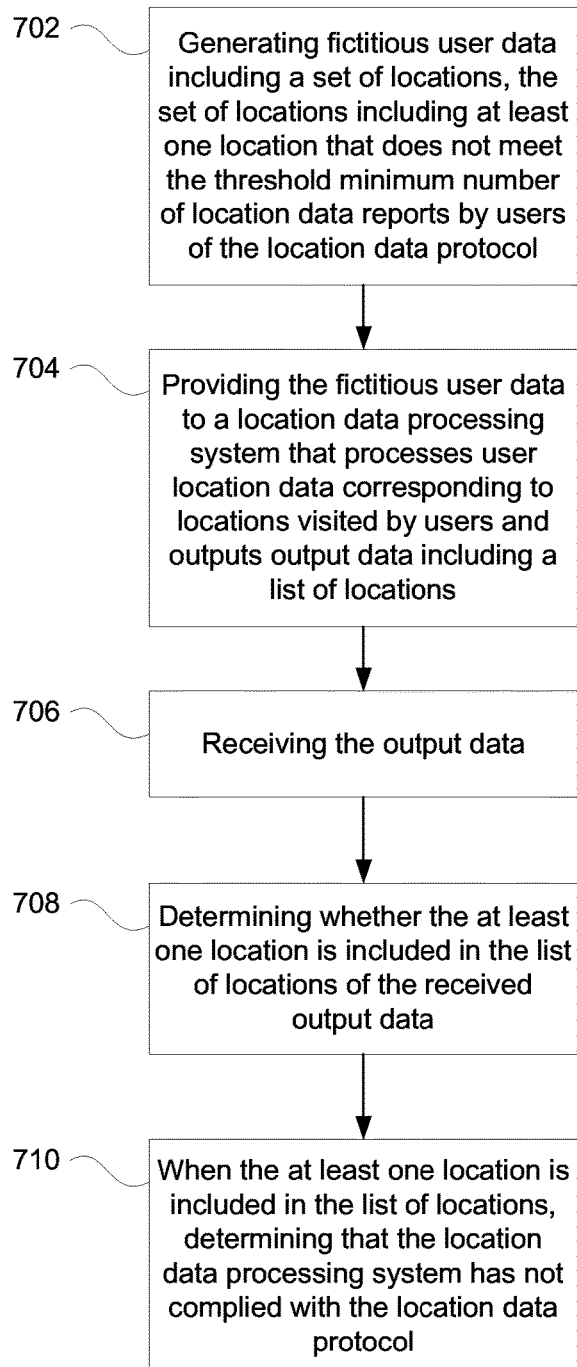 702
Generating fictitious user data
including a set of locations, the
set of locations including at least
one location that does not meet
the threshold minimum number
of location data reports by users
of the location data protocol
704
Providing the fictitious user data
to a location data processing
system that processes user
location data corresponding to
locations visited by users and
outputs output data including a
list of locations
706
Receiving the output data
708
Determining whether the at least
one location is included in the list
of locations of the received
output data
710
When the at least one location is
included in the list of locations,
determining that the location
data processing system has not
complied with the location data
protocol